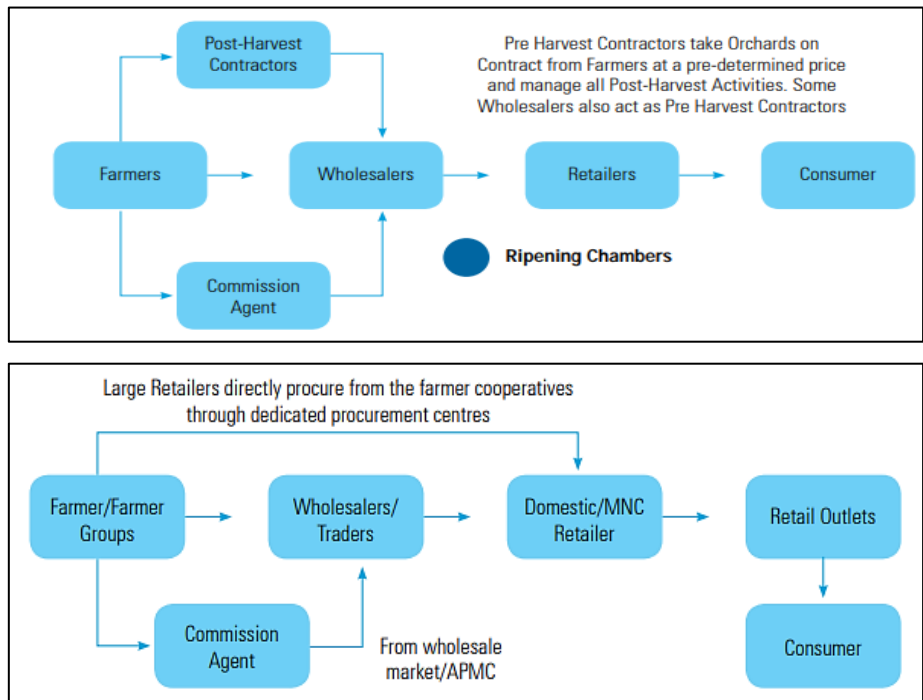 Post-Harvest
Contractors
Pre Harvest Contractors take Orchards on
Contract from Farmers at a pre-determined price
and manage all Post-Harvest Activities. Some
Wholesalers also act as Pre Harvest Contractors
Farmers
Wholesalers
Retailers
Consumer
Ripening Chambers
Commission
Agent
Large Retailers directly procure from the farmer cooperatives
through dedicated procurement centres
Farmer/Farmer
Groups
Wholesalers/
Traders
Domestic/MNC
Retailer
Retail Outlets
Commission
Agent
From wholesale
market/APMC
Consumer